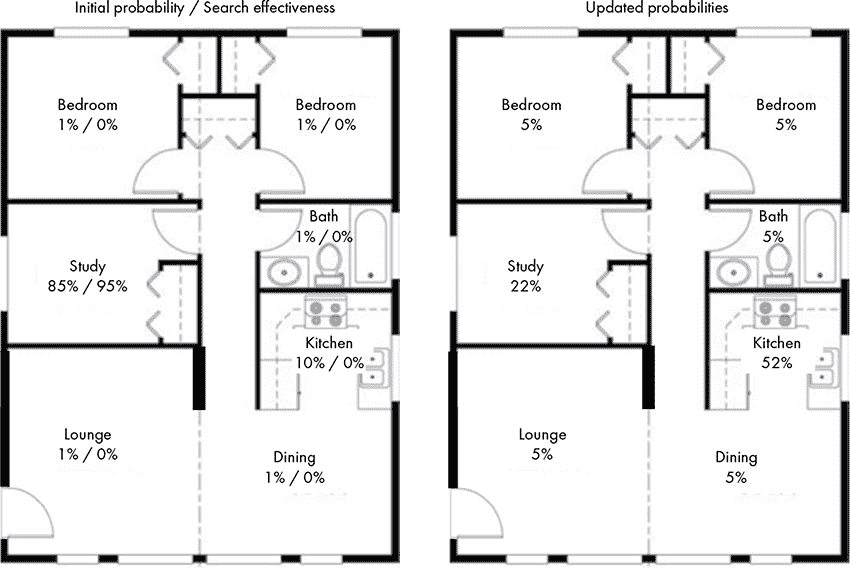 Initial probability / Search effectiveness
Bedroom
1% / 0%
Bedroom
1% / 0%
Bath
1% / 0%
Study
85% / 95%
Kitchen
10% / 0%
Lounge
1% / 0%
Dining
1% / 0%
Updated probabilities
Bedroom
5%
Bedroom
5%
Bath
5%
Study
22%
Kitchen
52%
Lounge
5%
Dining
5%